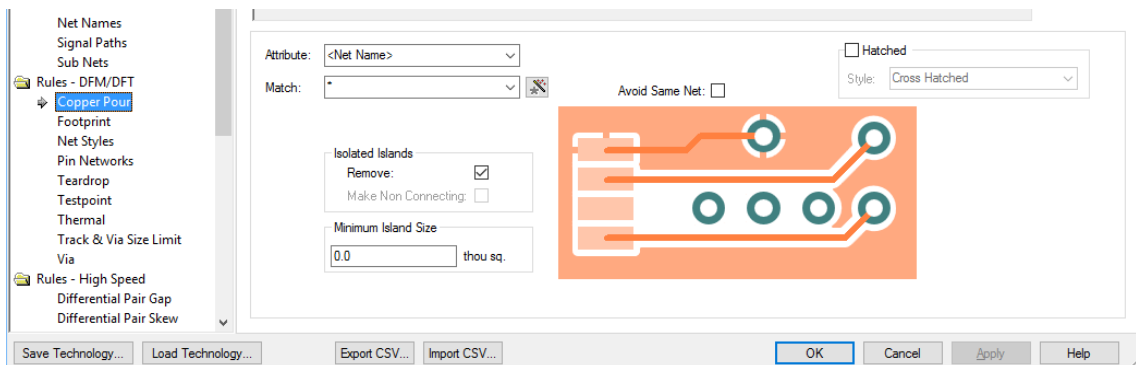 Net Names
Signal Paths
Sub Nets
Rules - DFM/DFT
Copper Pour
Footprint
Net Styles
Pin Networks
Teardrop
Testpoint
Thermal
Track & Via Size Limit
Via
Rules - High Speed
Differential Pair Gap
Differential Pair Skew
Attribute: <Net Name>
Match: *
Avoid Same Net:
Hatched
Style: Cross Hatched
Isolated Islands
Remove:
Make Non Connecting:
Minimum Island Size
0.0 thou sq.
Save Technology... Load Technology... Export CSV... Import CSV... OK Cancel Apply Help